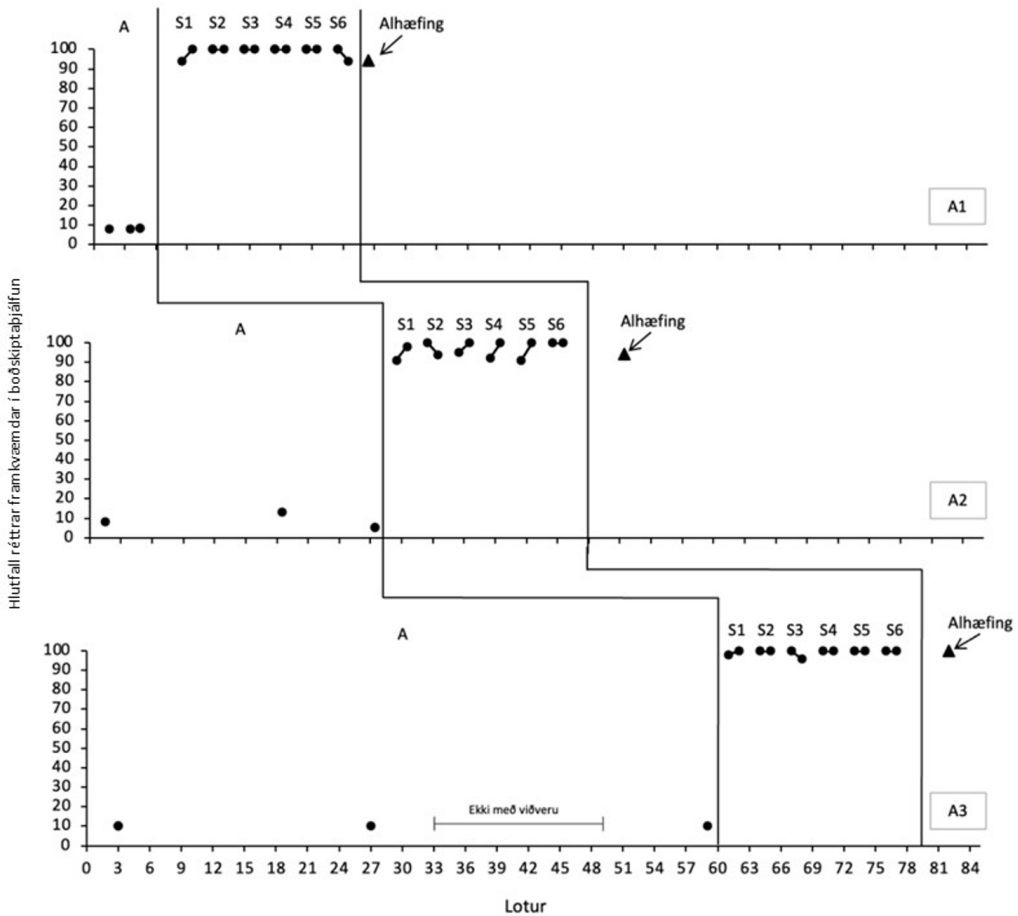 A
S1 S2 S3 S4 S5 S6
Alhæfing
100
90
80
70
60
50
40
30
20
10
0
A1
Hlutfall réttrar framkvæmdar í boðskiptaþjálfun
A
S1 S2 S3 S4 S5 S6
Alhæfing
100
90
80
70
60
50
40
30
20
10
0
A2
A
S1 S2 S3 S4 S5 S6
Alhæfing
100
90
80
70
60
50
40
30
20
10
0
Ekki með viðveru
A3
0 3 6 9 12 15 18 21 24 27 30 33 36 39 42 45 48 51 54 57 60 63 66 69 72 75 78 81 84
Lotur